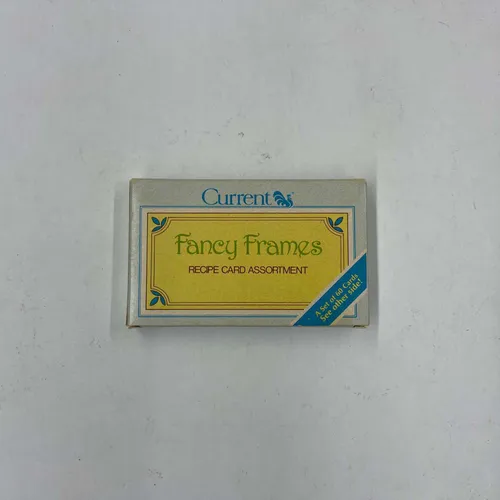 Current
Fancy Frames
RECIPE CARD ASSORTMENT
A Set of 60 Cards
See other side!